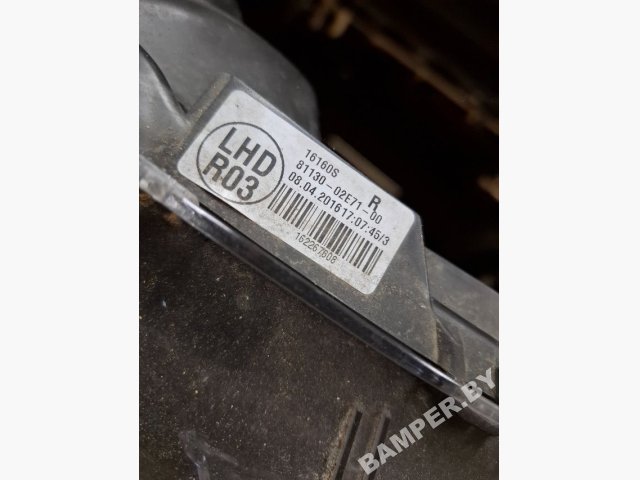 LHD
R03
16160S
R
81130-02E71-00
08.04.201617:07:45/3
162267608
BAMPER.BY